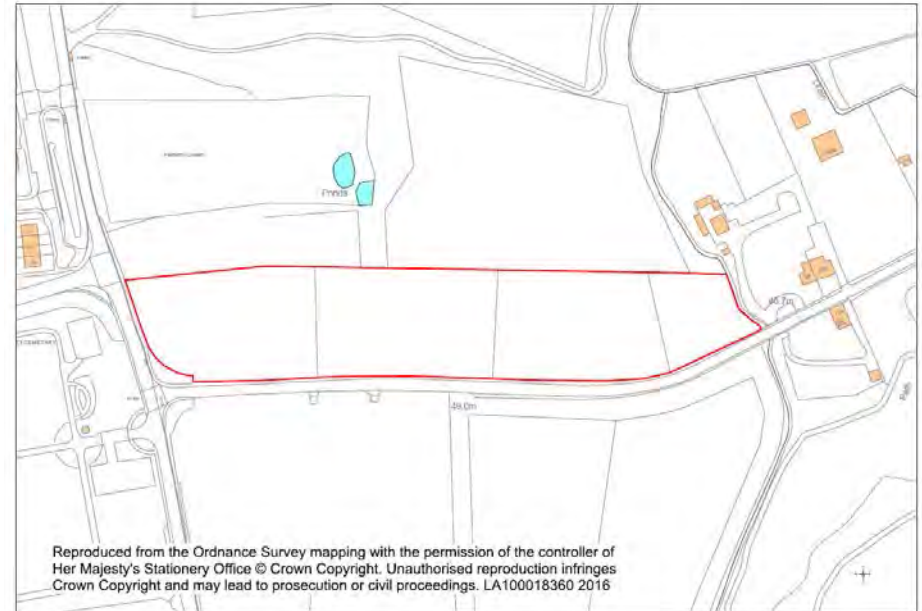 Ponds
45.7m
49.0m
Path
Reproduced from the Ordnance Survey mapping with the permission of the controller of
Her Majesty's Stationery Office © Crown Copyright. Unauthorised reproduction infringes
Crown Copyright and may lead to prosecution or civil proceedings. LA100018360 2016